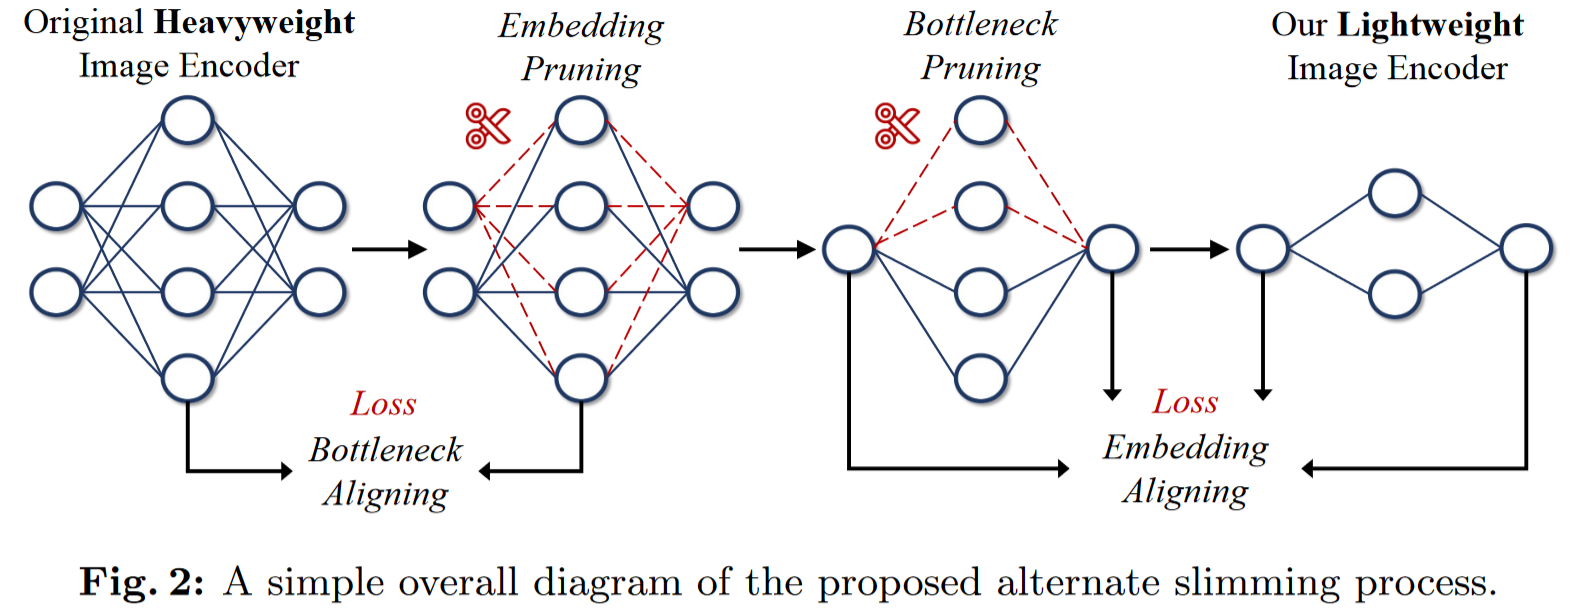 Original Heavyweight
Image Encoder
Embedding
Pruning
Bottleneck
Pruning
Our Lightweight
Image Encoder
Loss
Bottleneck
Aligning
Loss
Embedding
Aligning
Fig. 2: A simple overall diagram of the proposed alternate slimming process.